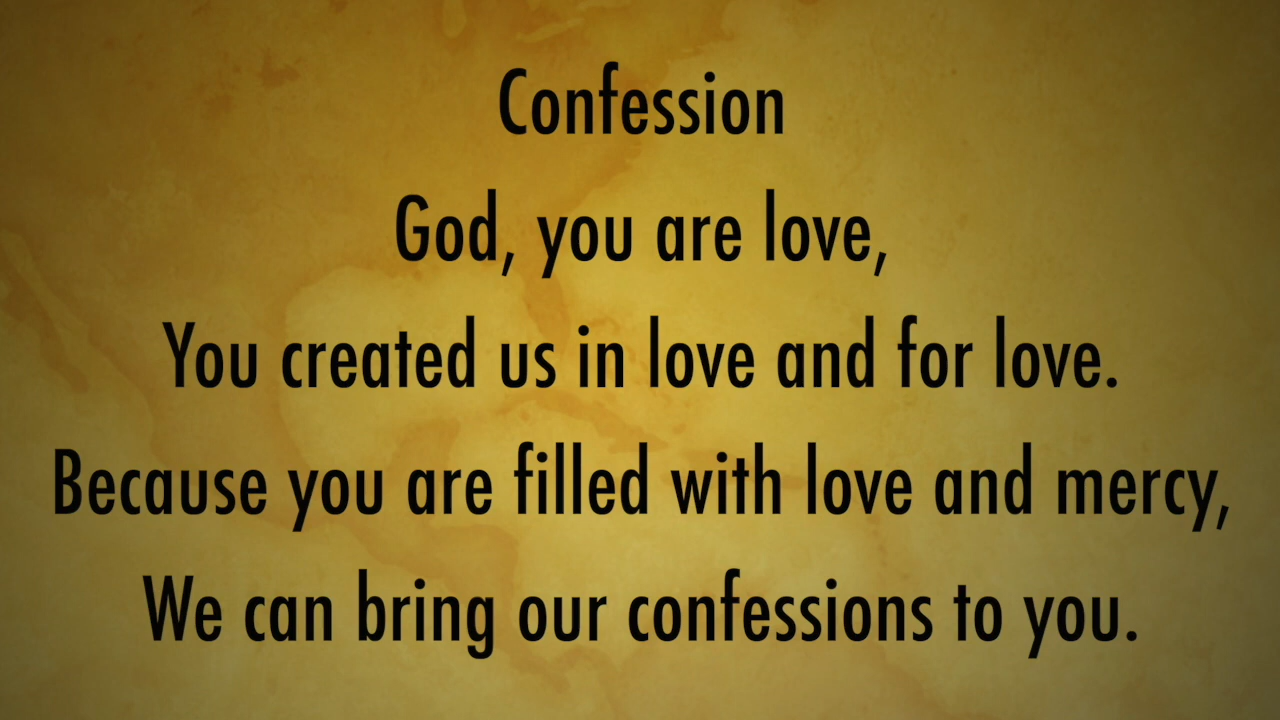 Confession
God, you are love,
You created us in love and for love.
Because you are filled with love and mercy,
We can bring our confessions to you.